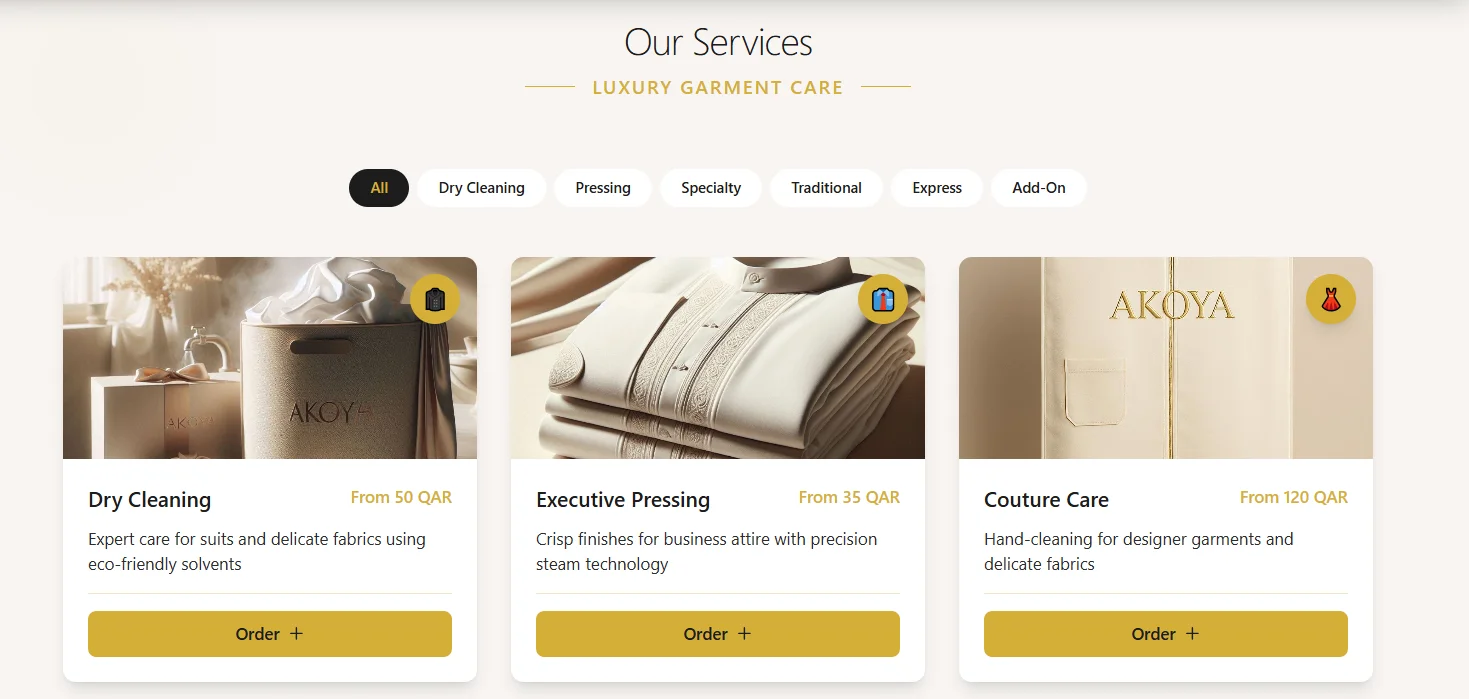 Our Services
LUXURY GARMENT CARE
All
Dry Cleaning
Pressing
Specialty
Traditional
Express
Add-On
AKOYA
Dry Cleaning
From 50 QAR
Expert care for suits and delicate fabrics using
eco-friendly solvents
Order +
Executive Pressing
From 35 QAR
Crisp finishes for business attire with precision
steam technology
Order +
Couture Care
From 120 QAR
Hand-cleaning for designer garments and
delicate fabrics
Order +